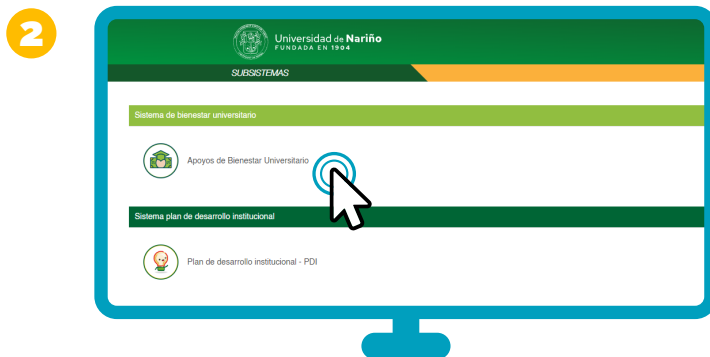 2
Universidad de Nariño
FUNDADA EN 1904
SUBSISTEMAS
Sistema de bienestar universitario
Apoyos de Bienestar Universitario
Sistema plan de desarrollo institucional
Plan de desarrollo institucional - PDI